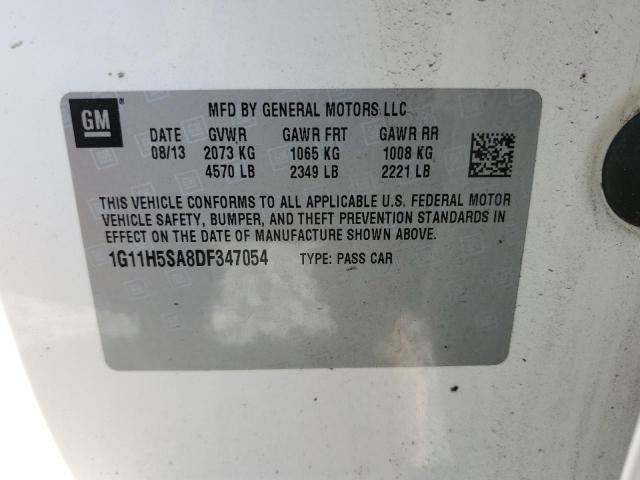 GM
MFD BY GENERAL MOTORS LLC
DATE GVWR GAWR FRT GAWR RR
08/13 2073 KG 1065 KG 1008 KG
4570 LB 2349 LB 2221 LB
THIS VEHICLE CONFORMS TO ALL APPLICABLE U.S. FEDERAL MOTOR
VEHICLE SAFETY, BUMPER, AND THEFT PREVENTION STANDARDS IN
EFFECT ON THE DATE OF MANUFACTURE SHOWN ABOVE.
1G11H5SA8DF347054 TYPE: PASS CAR